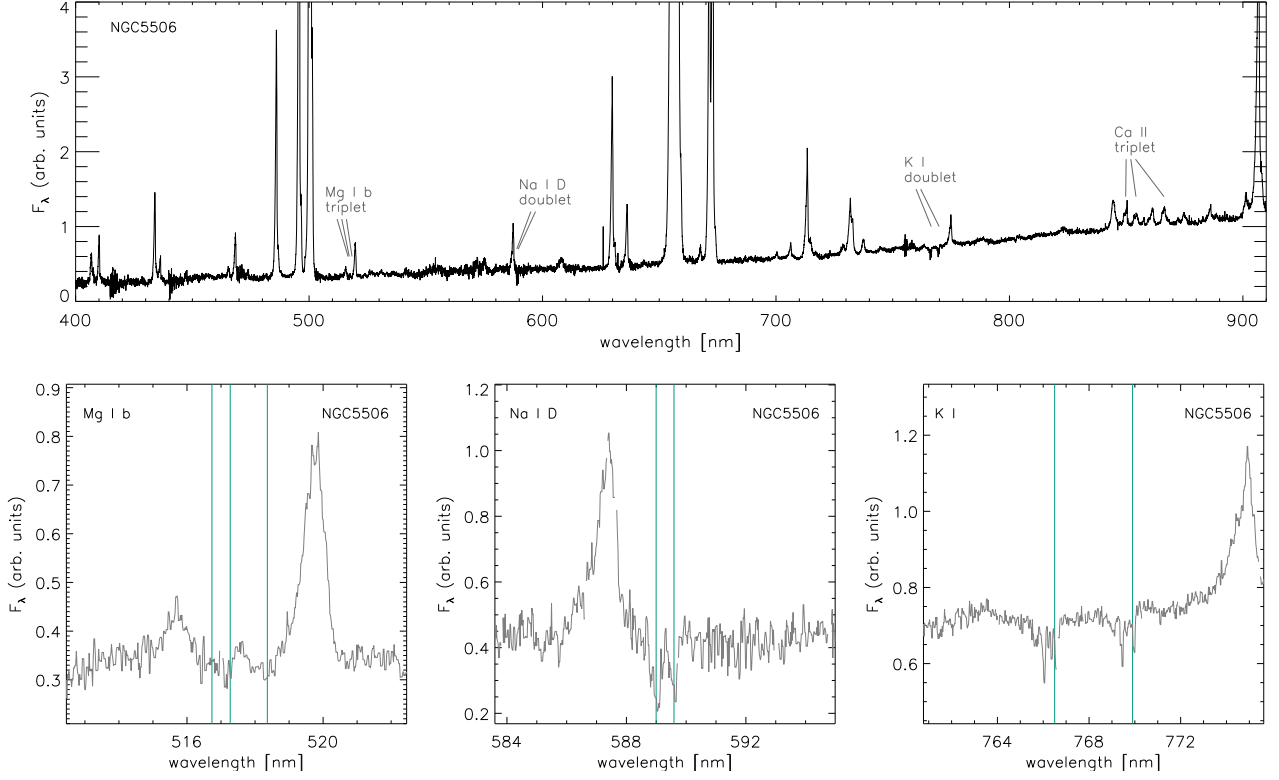 NGC5506
F_λ (arb. units)
4
3
2
1
0
Mg I b
triplet
Na I D
doublet
K I
doublet
Ca II
triplet
400 500 600 700 800 900
wavelength [nm]
Mg I b NGC5506
F_λ (arb. units)
0.9
0.8
0.7
0.6
0.5
0.4
0.3
516 520
wavelength [nm]
Na I D NGC5506
F_λ (arb. units)
1.2
1.0
0.8
0.6
0.4
0.2
584 588 592
wavelength [nm]
K I NGC5506
F_λ (arb. units)
1.2
1.0
0.8
0.6
764 768 772
wavelength [nm]